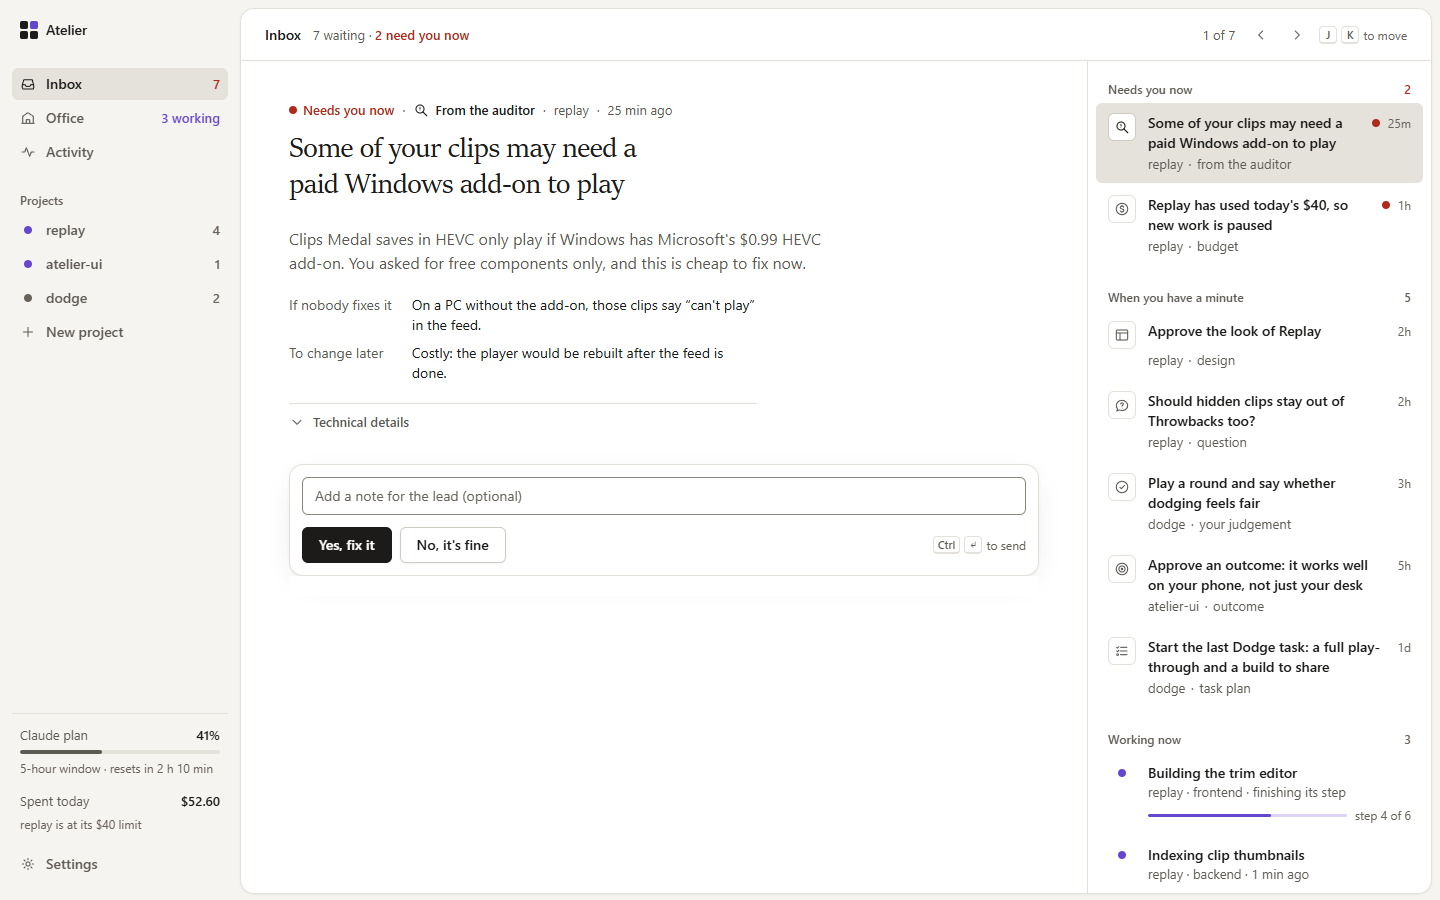 Atelier
Inbox 7
Office 3 working
Activity
Projects
replay 4
atelier-ui 1
dodge 2
New project
Claude plan 41%
5-hour window · resets in 2 h 10 min
Spent today $52.60
replay is at its $40 limit
Settings
Inbox 7 waiting · 2 need you now
1 of 7 J K to move
Needs you now · From the auditor · replay · 25 min ago
Some of your clips may need a
paid Windows add-on to play
Clips Medal saves in HEVC only play if Windows has Microsoft's $0.99 HEVC
add-on. You asked for free components only, and this is cheap to fix now.
If nobody fixes it On a PC without the add-on, those clips say “can't play”
in the feed.
To change later Costly: the player would be rebuilt after the feed is
done.
Technical details
Add a note for the lead (optional)
Yes, fix it No, it's fine Ctrl ↵ to send
Needs you now 2
Some of your clips may need a 25m
paid Windows add-on to play
replay · from the auditor
Replay has used today's $40, so 1h
new work is paused
replay · budget
When you have a minute 5
Approve the look of Replay 2h
replay · design
Should hidden clips stay out of 2h
Throwbacks too?
replay · question
Play a round and say whether 3h
dodging feels fair
dodge · your judgement
Approve an outcome: it works well 5h
on your phone, not just your desk
atelier-ui · outcome
Start the last Dodge task: a full play- 1d
through and a build to share
dodge · task plan
Working now 3
Building the trim editor
replay · frontend · finishing its step
step 4 of 6
Indexing clip thumbnails
replay · backend · 1 min ago